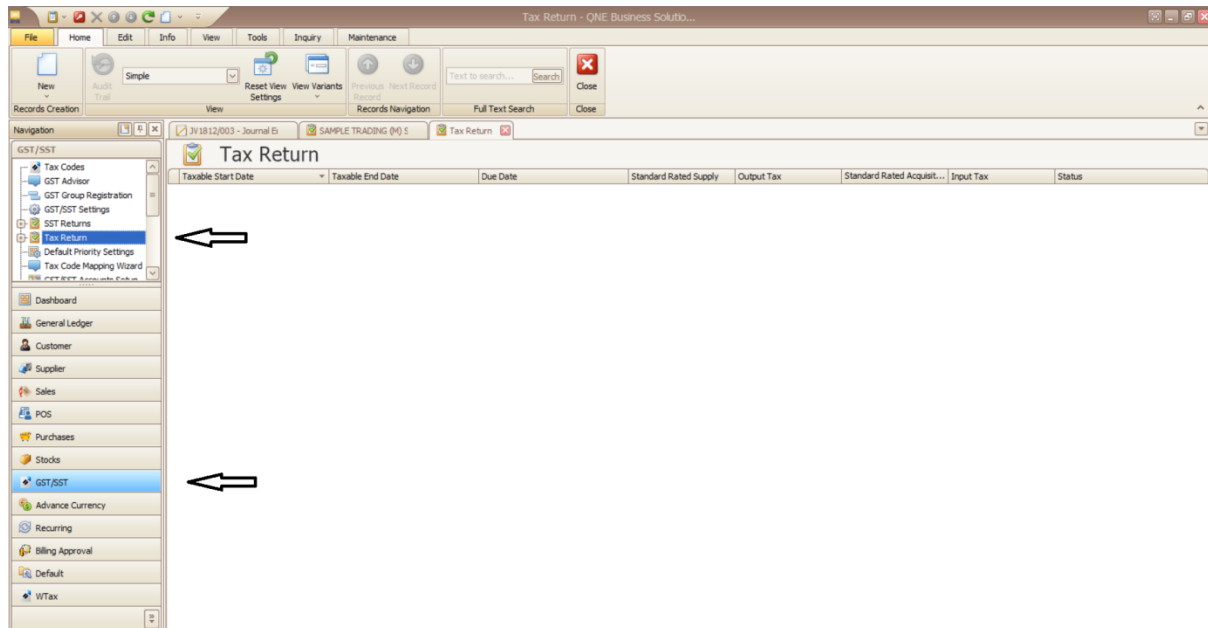 Tax Return - QNE Business Solutio...
File Home Edit Info View Tools Inquiry Maintenance
New
Audit Trail
Simple
Reset View Settings
View Variants
Previous Record
Next Record
Text to search... Search
Close
Records Creation View Records Navigation Full Text Search Close
Navigation
JV1812/003 - Journal E
SAMPLE TRADING (M) S
Tax Return
GST/SST
Tax Return
Taxable Start Date Taxable End Date Due Date Standard Rated Supply Output Tax Standard Rated Acquisit... Input Tax Status
Tax Codes
GST Advisor
GST Group Registration
GST/SST Settings
SST Returns
Tax Return
Default Priority Settings
Tax Code Mapping Wizard
GST/SST Accounts Setup
Dashboard
General Ledger
Customer
Supplier
Sales
POS
Purchases
Stocks
GST/SST
Advance Currency
Recurring
Billing Approval
Default
WTax